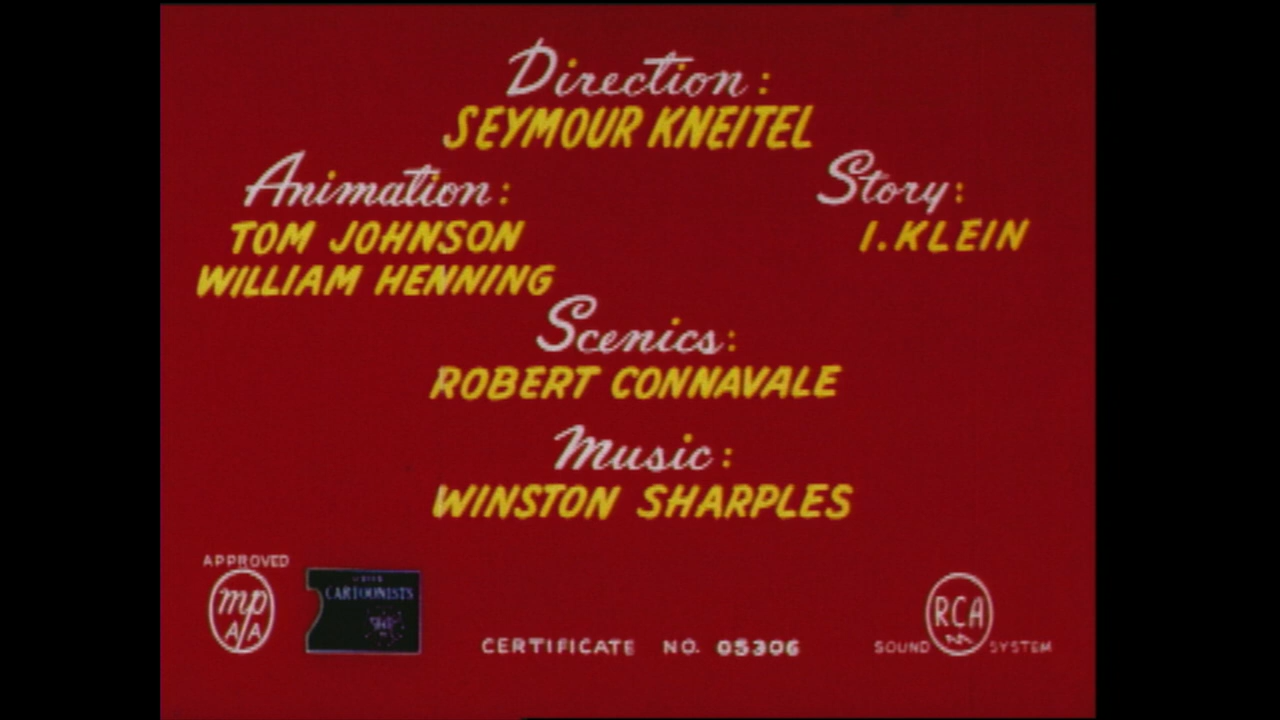 Direction:
SEYMOUR KNEITEL
Animation:
Story:
TOM JOHNSON
I. KLEIN
WILLIAM HENNING
Scenics:
ROBERT CONNAVALE
Music:
WINSTON SHARPLES
APPROVED
mp
AA
CARTOONISTS
CERTIFICATE NO. 05306
RCA
SOUND SYSTEM